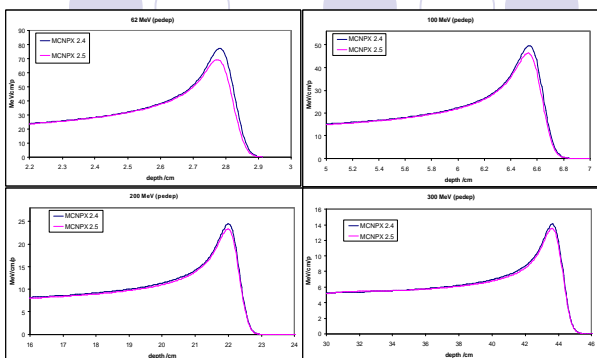 62 MeV (pedep)
MeV/cm/p
90
80
70
60
50
40
30
20
10
0
MCNPX 2.4
MCNPX 2.5
2.2 2.3 2.4 2.5 2.6 2.7 2.8 2.9 3
depth /cm
100 MeV (pedep)
MeV/cm/p
50
40
30
20
10
0
MCNPX 2.4
MCNPX 2.5
5 5.2 5.4 5.6 5.8 6 6.2 6.4 6.6 6.8 7
depth /cm
200 MeV (pedep)
MeV/cm/p
25
20
15
10
5
0
MCNPX 2.4
MCNPX 2.5
16 17 18 19 20 21 22 23 24
depth /cm
300 MeV (pedep)
MeV/cm/p
16
14
12
10
8
6
4
2
0
MCNPX 2.4
MCNPX 2.5
30 32 34 36 38 40 42 44 46
depth /cm